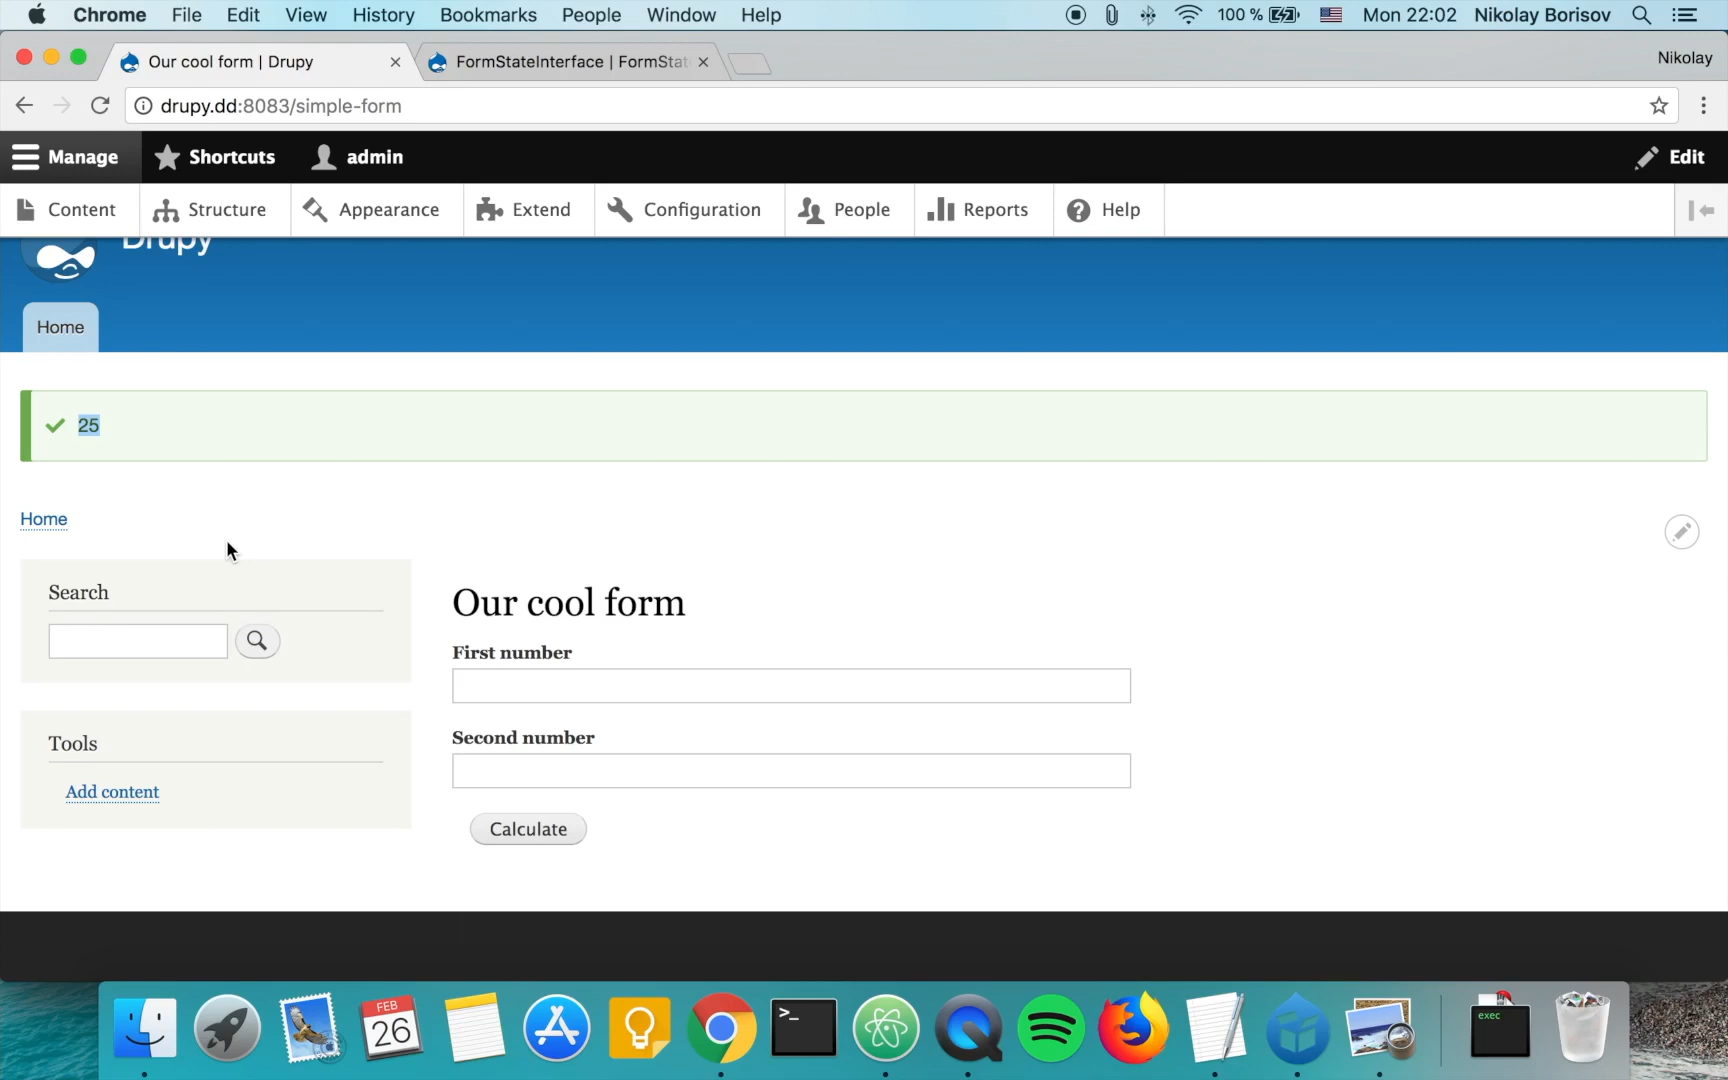 Chrome File Edit View History Bookmarks People Window Help 100 % Mon 22:02 Nikolay Borisov
Our cool form | Drupy FormStateInterface | FormStat Nikolay
drupy.dd:8083/simple-form
Manage Shortcuts admin Edit
Content Structure Appearance Extend Configuration People Reports Help
Drupy
Home
25
Home
Search
Our cool form
First number
Second number
Tools
Add content
Calculate
FEB
26
>_
exec